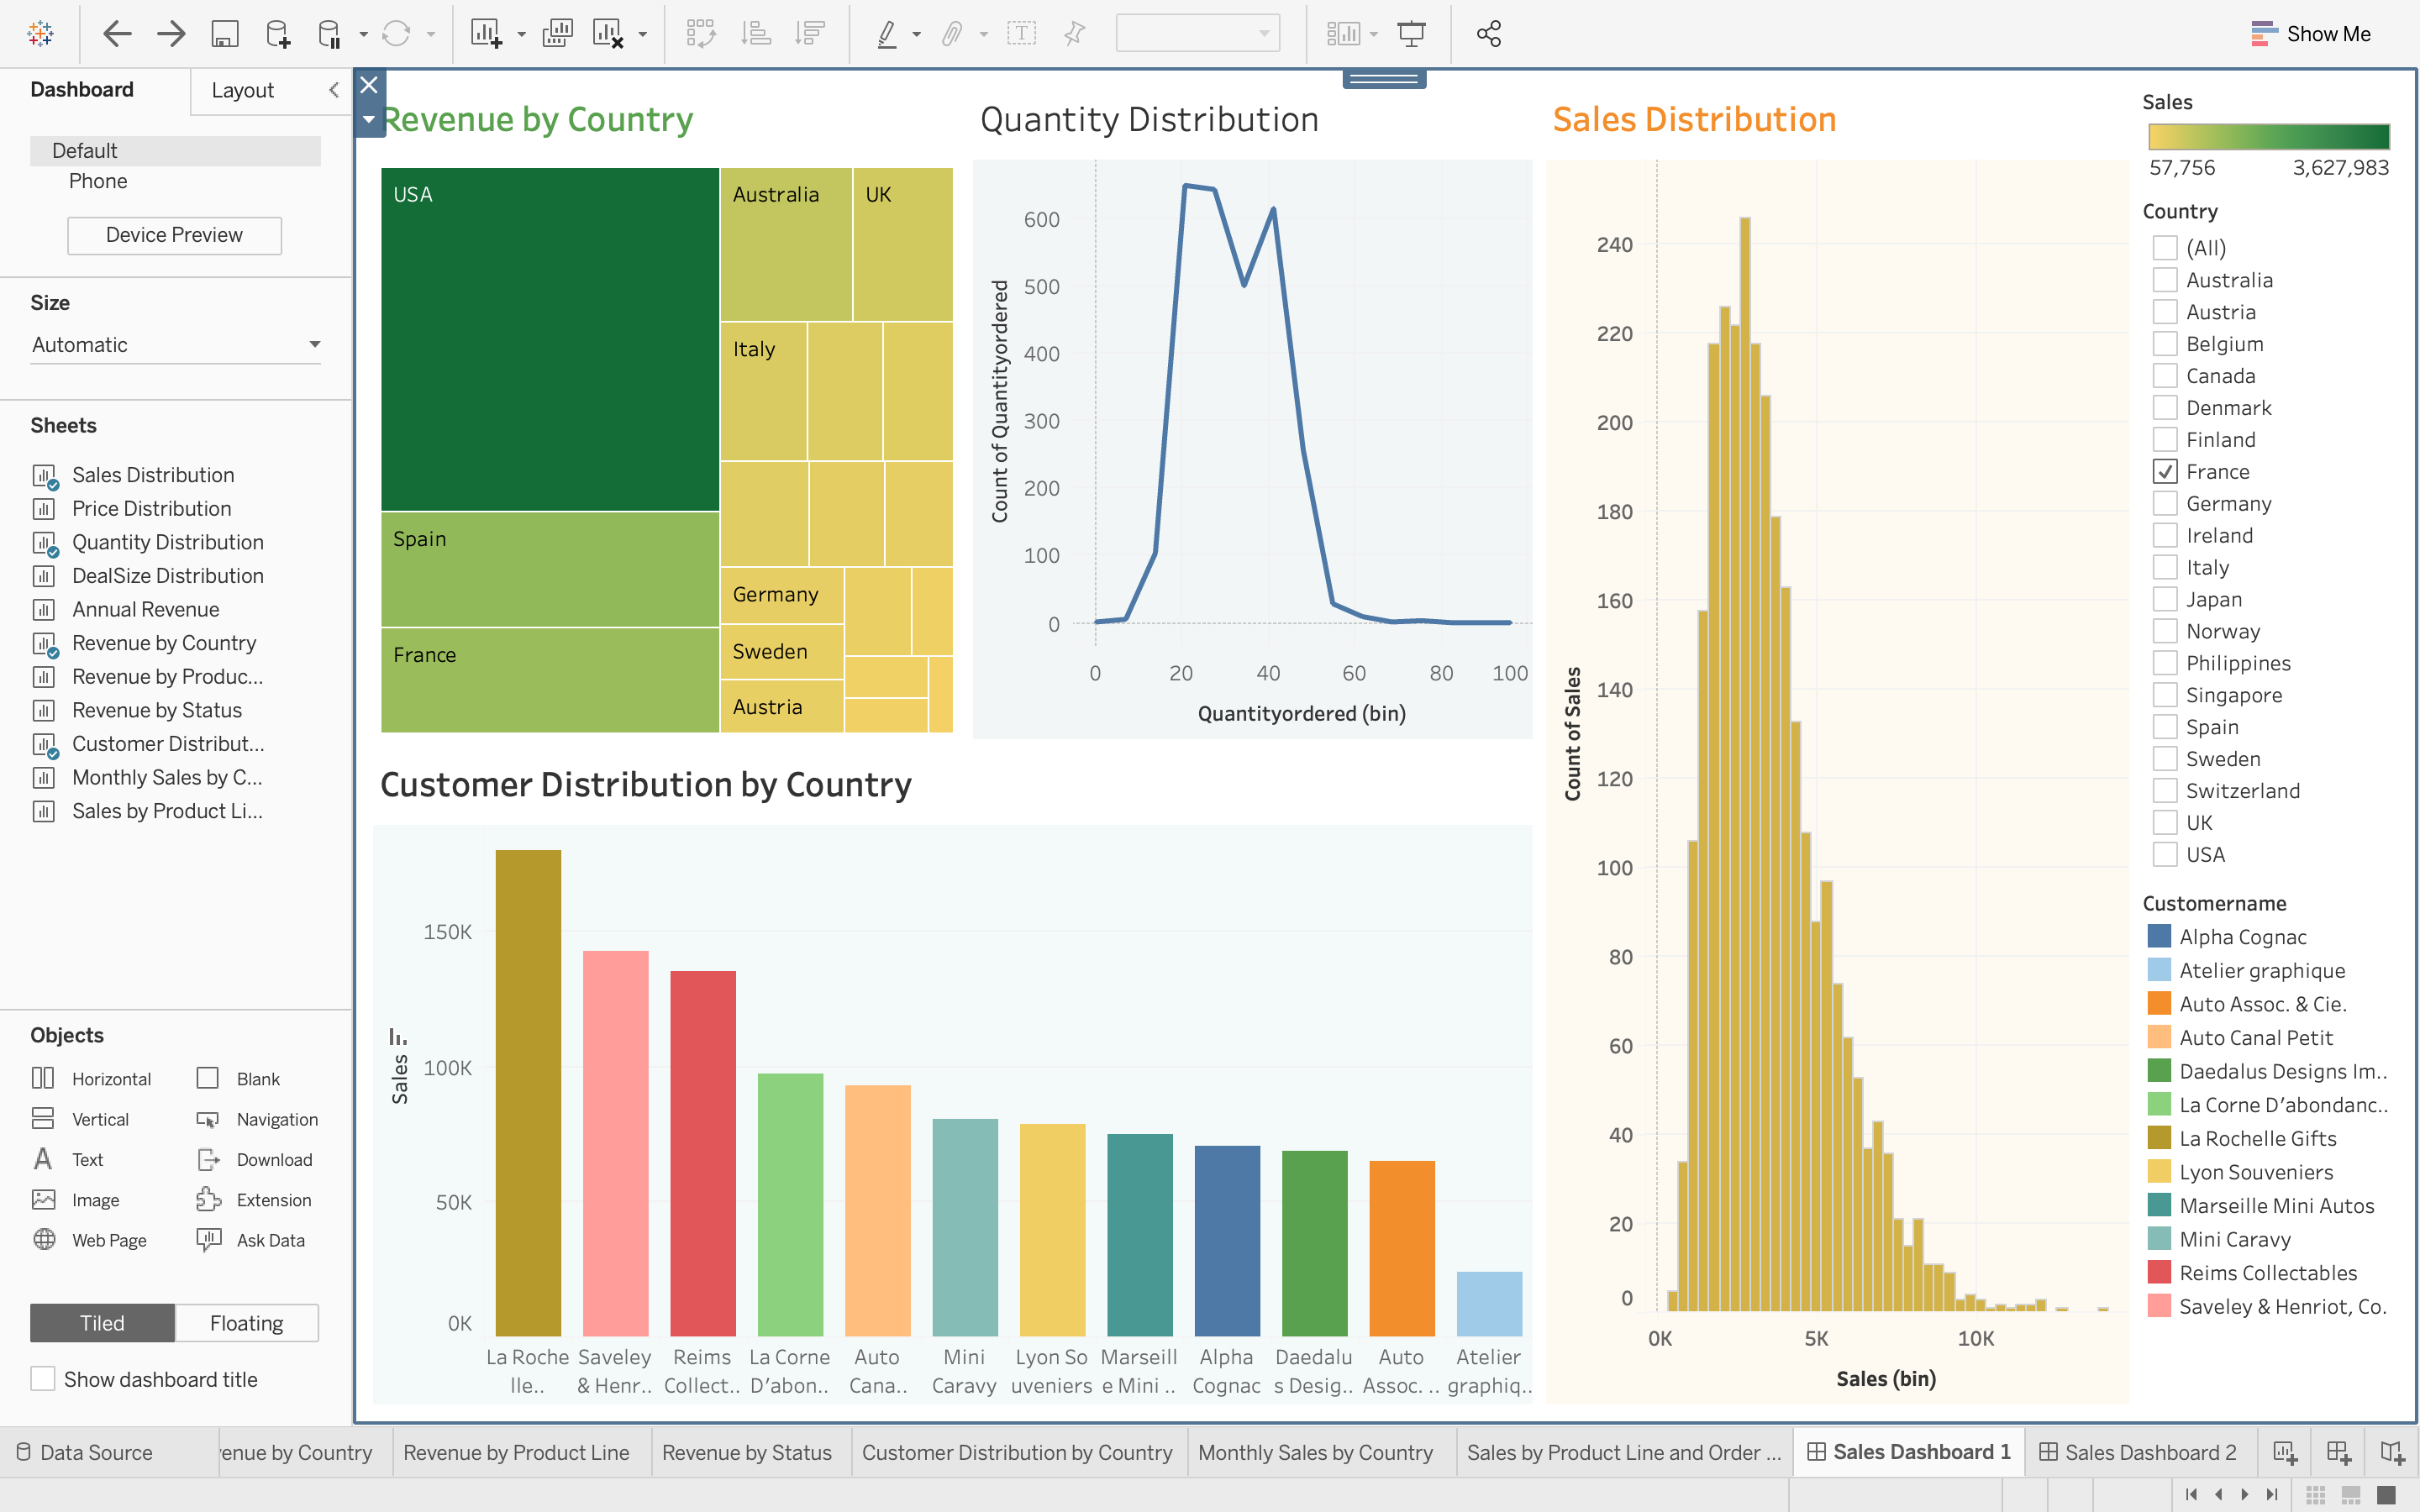 Show Me
Dashboard
Layout
Default
Phone
Device Preview
Size
Automatic
Sheets
Sales Distribution
Price Distribution
Quantity Distribution
DealSize Distribution
Annual Revenue
Revenue by Country
Revenue by Produc...
Revenue by Status
Customer Distribut...
Monthly Sales by C...
Sales by Product Li...
Objects
Horizontal
Blank
Vertical
Navigation
Text
Download
Image
Extension
Web Page
Ask Data
Tiled
Floating
Show dashboard title
Revenue by Country
USA
Australia
UK
Italy
Spain
France
Germany
Sweden
Austria
Quantity Distribution
Count of Quantityordered
600
500
400
300
200
100
0
0
20
40
60
80
100
Quantityordered (bin)
Customer Distribution by Country
Sales
150K
100K
50K
0K
La Roche
lle..
Saveley
& Henr..
Reims
Collect..
La Corne
D'abon..
Auto
Cana..
Mini
Caravy
Lyon So
uveniers
Marseill
e Mini ..
Alpha
Cognac
Daedalu
s Desig..
Auto
Assoc. ..
Atelier
graphiq..
Sales Distribution
Count of Sales
240
220
200
180
160
140
120
100
80
60
40
20
0
0K
5K
10K
Sales (bin)
Sales
57,756
3,627,983
Country
(All)
Australia
Austria
Belgium
Canada
Denmark
Finland
France
Germany
Ireland
Italy
Japan
Norway
Philippines
Singapore
Spain
Sweden
Switzerland
UK
USA
Customername
Alpha Cognac
Atelier graphique
Auto Assoc. & Cie.
Auto Canal Petit
Daedalus Designs Im..
La Corne D'abondanc..
La Rochelle Gifts
Lyon Souveniers
Marseille Mini Autos
Mini Caravy
Reims Collectables
Saveley & Henriot, Co.
Data Source
enue by Country
Revenue by Product Line
Revenue by Status
Customer Distribution by Country
Monthly Sales by Country
Sales by Product Line and Order ...
Sales Dashboard 1
Sales Dashboard 2